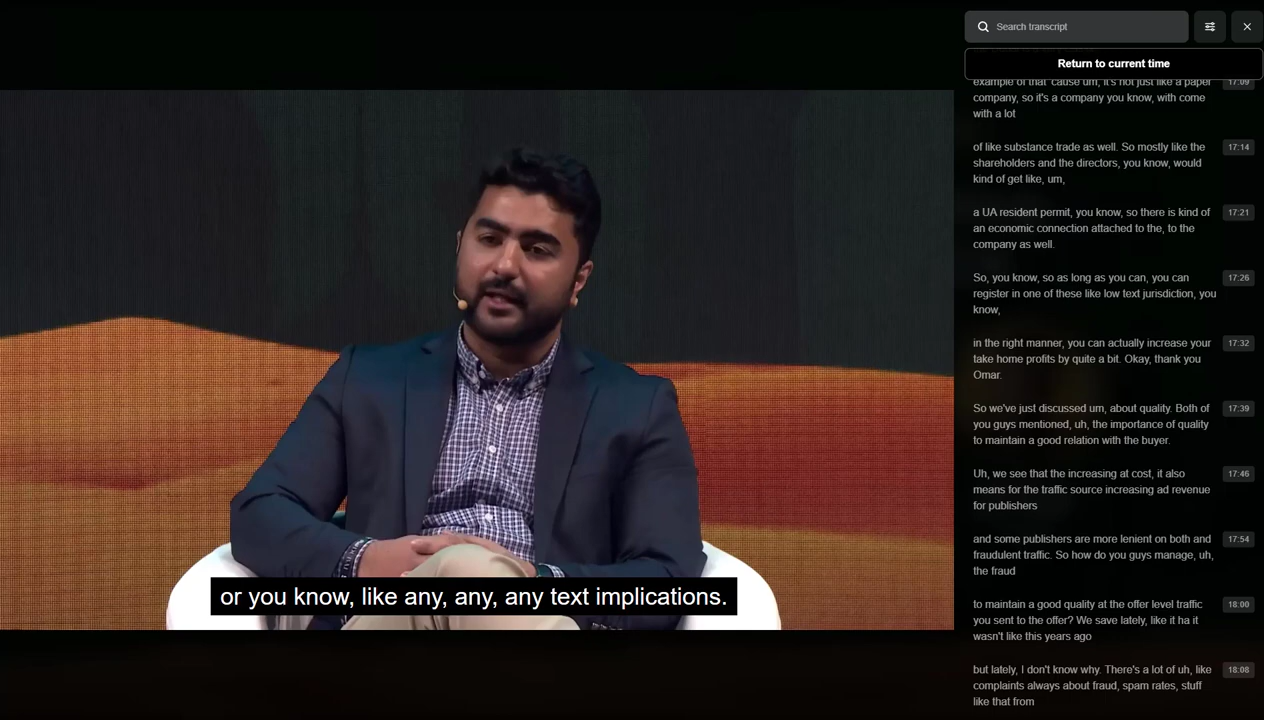 Search transcript
Return to current time
example of that 'cause um, it's not just like a paper
17:09
company, so it's a company you know, with come
with a lot
of like substance trade as well. So mostly like the
17:14
shareholders and the directors, you know, would
kind of get like, um,
a UA resident permit, you know, so there is kind of
17:21
an economic connection attached to the, to the
company as well.
So, you know, so as long as you can, you can
17:26
register in one of these like low text jurisdiction, you
know,
in the right manner, you can actually increase your
17:32
take home profits by quite a bit. Okay, thank you
Omar.
So we've just discussed um, about quality. Both of
17:39
you guys mentioned, uh, the importance of quality
to maintain a good relation with the buyer.
Uh, we see that the increasing at cost, it also
17:46
means for the traffic source increasing ad revenue
for publishers
and some publishers are more lenient on both and
17:54
fraudulent traffic. So how do you guys manage, uh,
the fraud
to maintain a good quality at the offer level traffic
18:00
you sent to the offer? We save lately, like it ha it
wasn't like this years ago
but lately, I don't know why. There's a lot of uh, like
18:08
complaints always about fraud, spam rates, stuff
like that from
or you know, like any, any, any text implications.